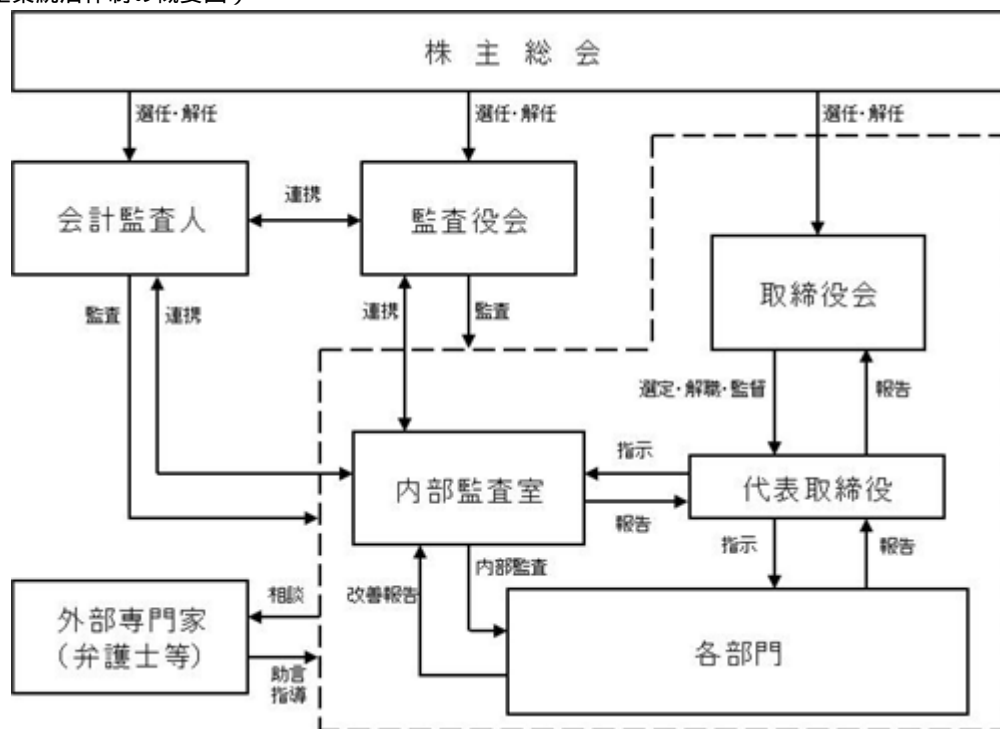 株主総会
選任・解任
選任・解任
選任・解任
会計監査人
連携
監査役会
取締役会
監査
連携
連携
監査
選定・解職・監督
報告
内部監査室
指示
報告
代表取締役
指示
報告
内部監査
改善報告
外部専門家
(弁護士等)
相談
助言
指導
各部門